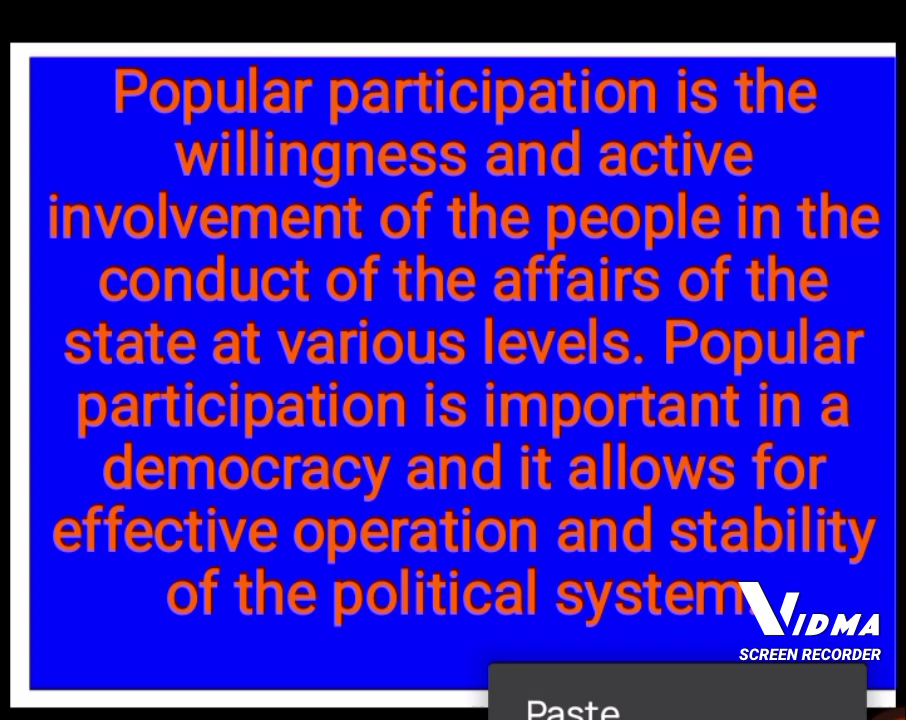 Popular participation is the
willingness and active
involvement of the people in the
conduct of the affairs of the
state at various levels. Popular
participation is important in a
democracy and it allows for
effective operation and stability
of the political system.
VIDMA
SCREEN RECORDER
Paste